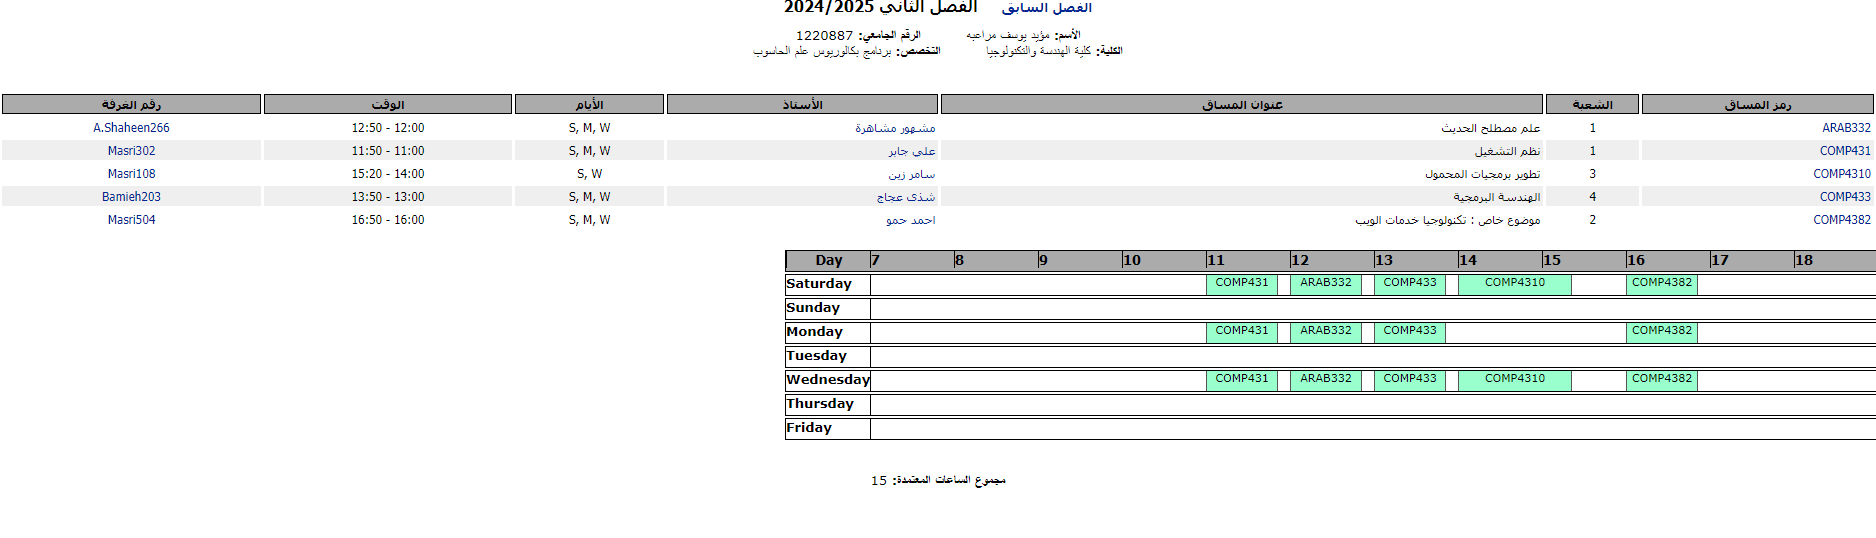 الفصل السابق الفصل الثاني 2024/2025
الأسم: مؤيد يوسف مراعبه الرقم الجامعي: 1220887
الكلية: كلية الهندسة والتكنولوجيا التخصص: برنامج بكالوريوس علم الحاسوب
رمز المساق الشعبة عنوان المساق الأستاذ الأيام الوقت رقم الغرفة
ARAB332 1 علم مصطلح الحديث مشهور مشاهرة S, M, W 12:50 - 12:00 A.Shaheen266
COMP431 1 نظم التشغيل علي جابر S, M, W 11:50 - 11:00 Masri302
COMP4310 3 تطوير برمجيات المحمول سامر زين S, W 15:20 - 14:00 Masri108
COMP433 4 الهندسة البرمجية شذى عجاج S, M, W 13:50 - 13:00 Bamieh203
COMP4382 2 موضوع خاص : تكنولوجيا خدمات الويب احمد حمو S, M, W 16:50 - 16:00 Masri504
Day 7 8 9 10 11 12 13 14 15 16 17 18
Saturday COMP431 ARAB332 COMP433 COMP4310 COMP4382
Sunday
Monday COMP431 ARAB332 COMP433 COMP4382
Tuesday
Wednesday COMP431 ARAB332 COMP433 COMP4310 COMP4382
Thursday
Friday
مجموع الساعات المعتمدة: 15